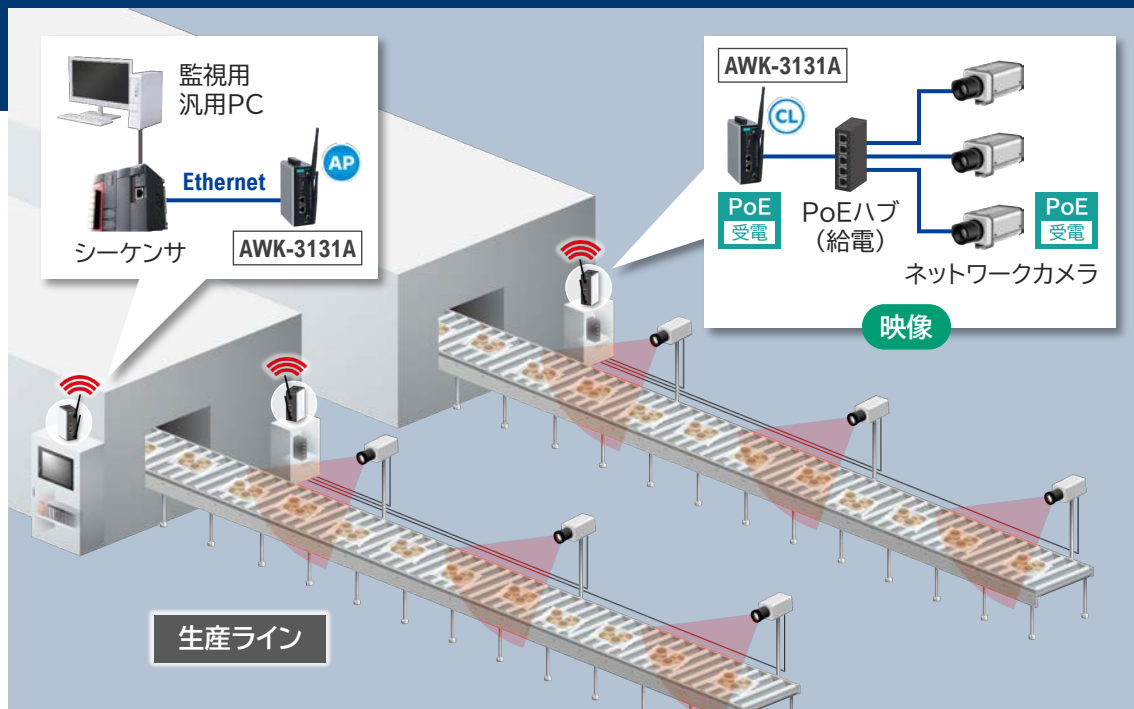 監視用
汎用PC
Ethernet
AP
シーケンサ
AWK-3131A
AWK-3131A
CL
PoE
受電
PoEハブ
（給電）
PoE
受電
ネットワークカメラ
映像
生産ライン